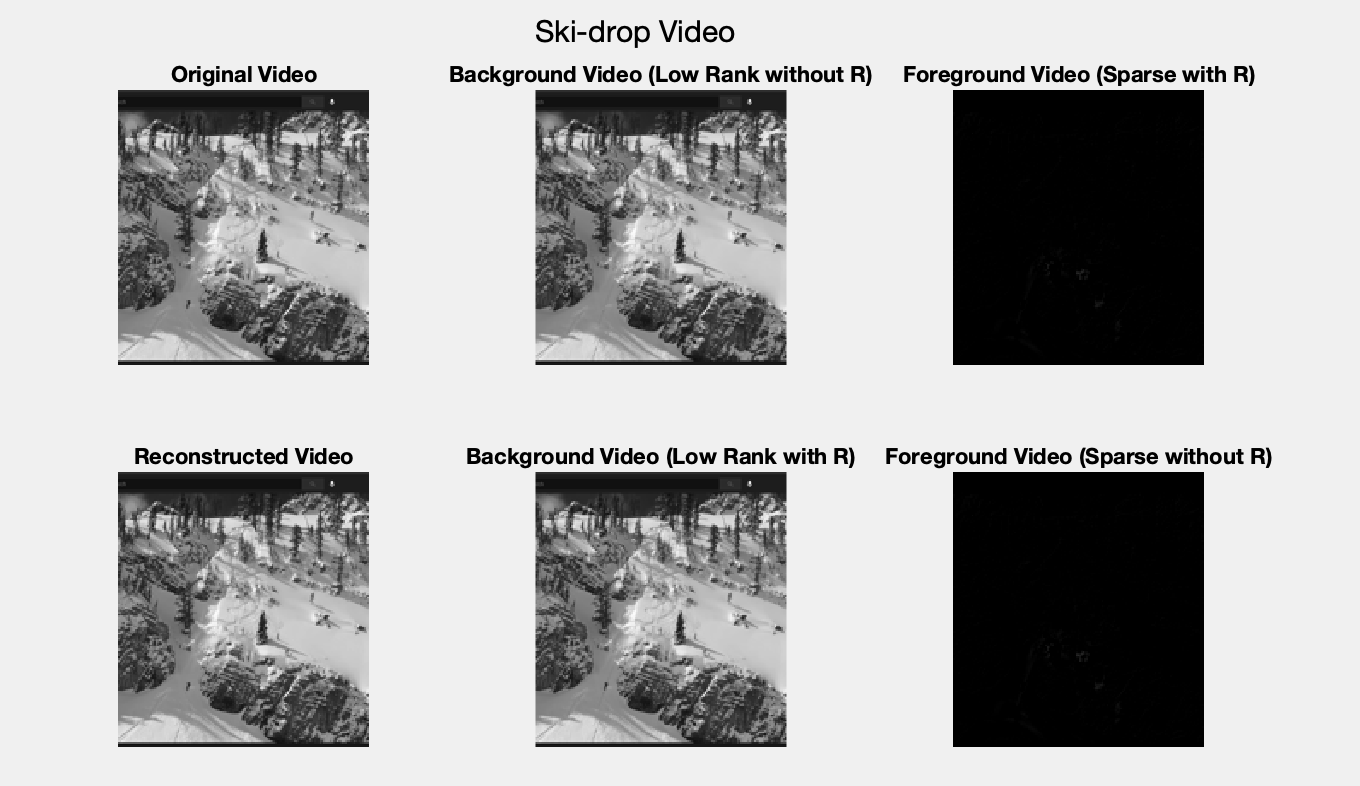 Ski-drop Video
Original Video
Background Video (Low Rank without R)
Foreground Video (Sparse with R)
Reconstructed Video
Background Video (Low Rank with R)
Foreground Video (Sparse without R)